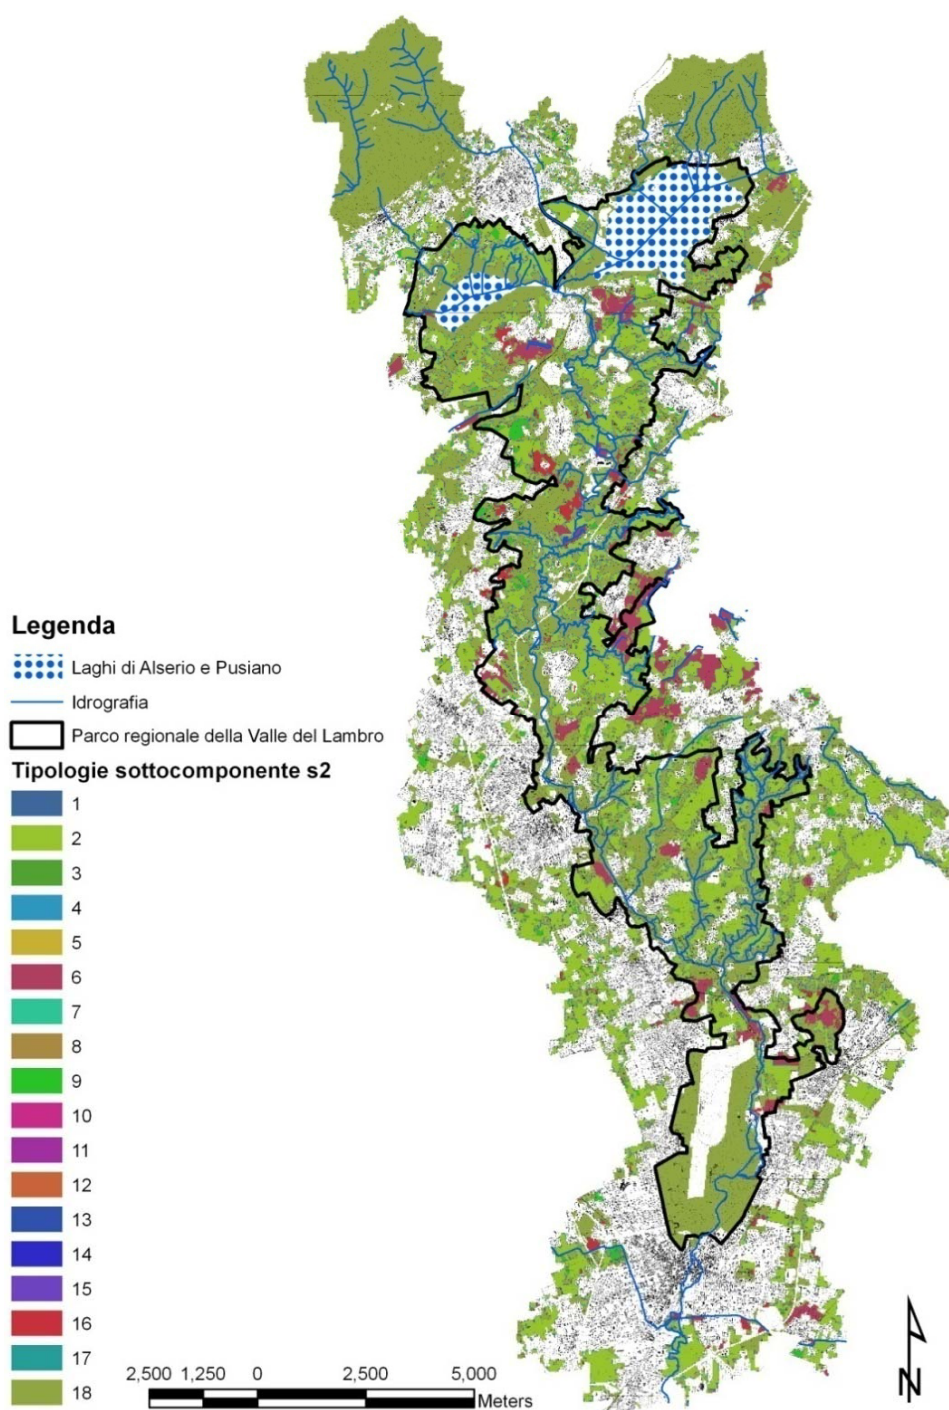 Legenda
Laghi di Alserio e Pusiano
Idrografia
Parco regionale della Valle del Lambro
Tipologie sottocomponente s2
1
2
3
4
5
6
7
8
9
10
11
12
13
14
15
16
17
18
2,500 1,250 0 2,500 5,000
Meters
N